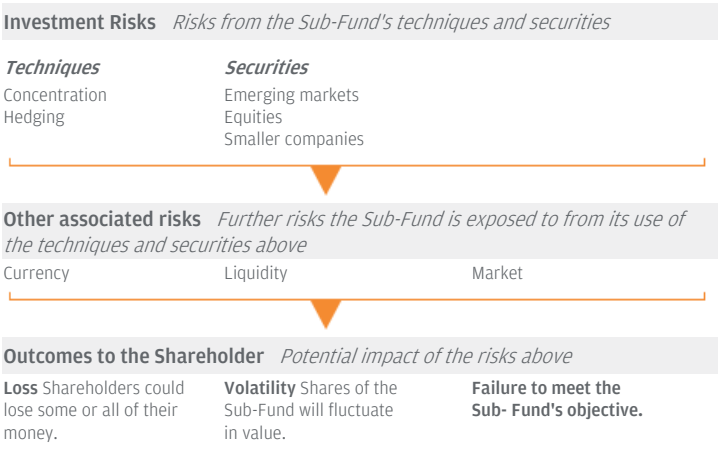 Investment Risks Risks from the Sub-Fund's techniques and securities
Techniques Securities
Concentration Emerging markets
Hedging Equities
Smaller companies
Other associated risks Further risks the Sub-Fund is exposed to from its use of
the techniques and securities above
Currency Liquidity Market
Outcomes to the Shareholder Potential impact of the risks above
Loss Shareholders could
lose some or all of their
money.
Volatility Shares of the
Sub-Fund will fluctuate
in value.
Failure to meet the
Sub- Fund's objective.